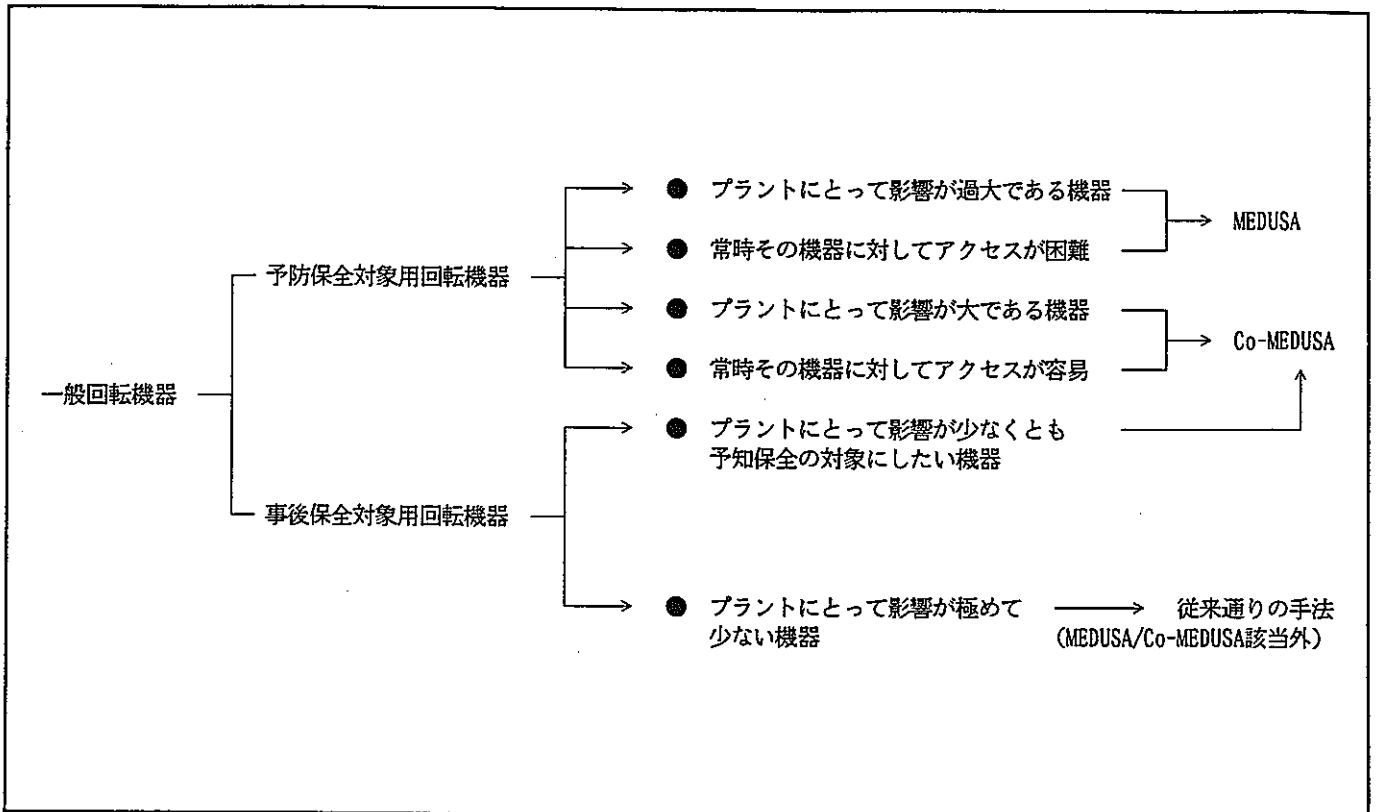 ● プラントにとって影響が過大である機器
MEDUSA
● 常時その機器に対してアクセスが困難
予防保全対象用回転機器
● プラントにとって影響が大である機器
Co-MEDUSA
● 常時その機器に対してアクセスが容易
一般回転機器
● プラントにとって影響が少なくとも
予知保全の対象にしたい機器
事後保全対象用回転機器
● プラントにとって影響が極めて
少ない機器
従来通りの手法
(MEDUSA/Co-MEDUSA該当外)